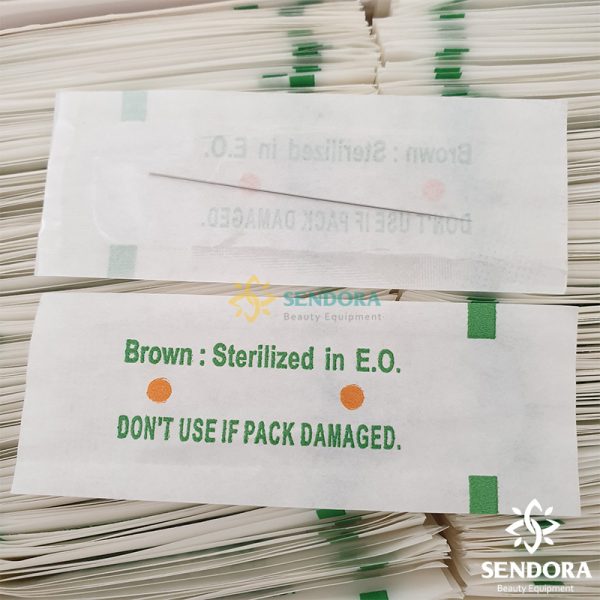 Brown : Sterilized in E.O.
DON'T USE IF PACK DAMAGED.
SENDORA
Beauty Equipment
Brown : Sterilized in E.O.
DON'T USE IF PACK DAMAGED.
SENDORA
Beauty Equipment